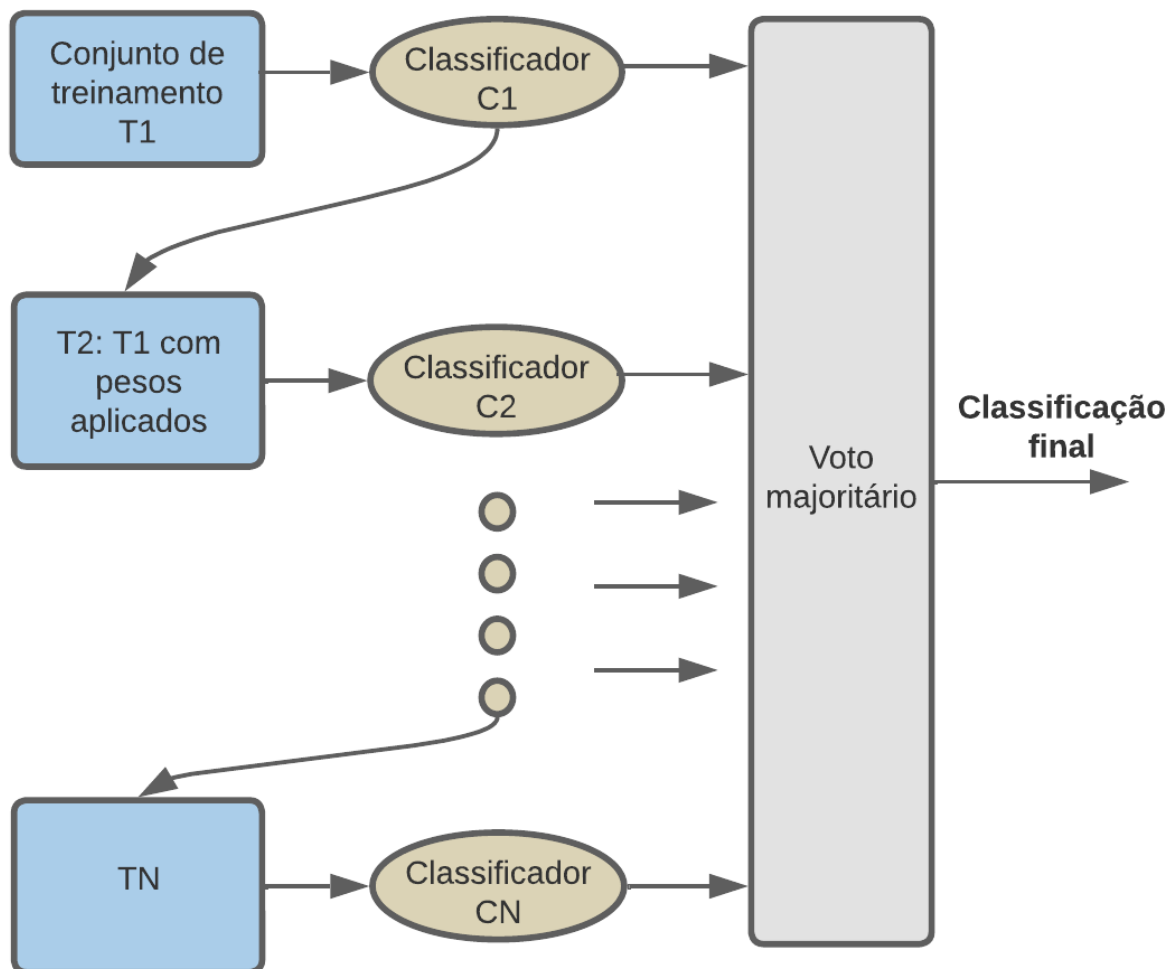 Conjunto de
treinamento
T1
Classificador
C1
T2: T1 com
pesos
aplicados
Classificador
C2
Voto
majoritário
Classificação
final
TN
Classificador
CN